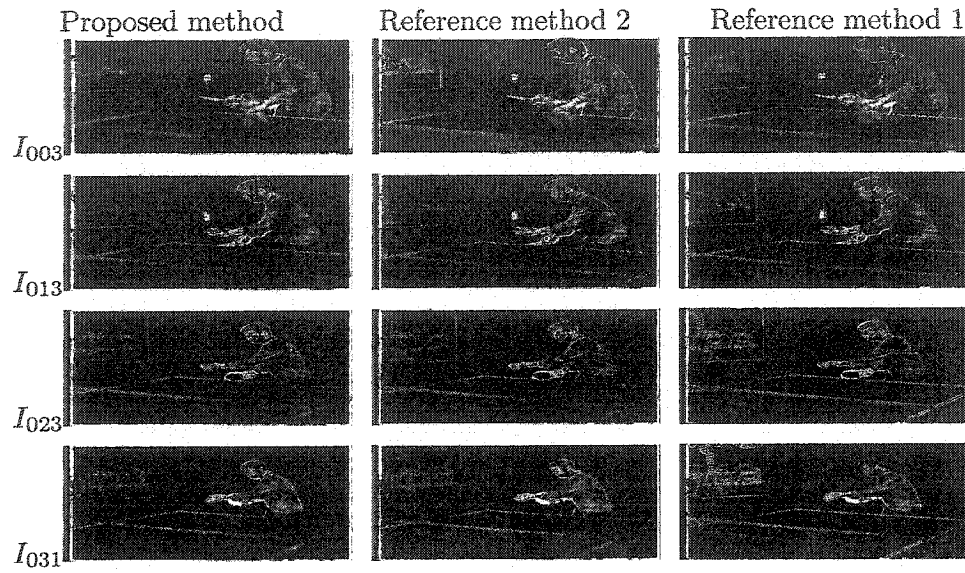 Proposed method Reference method 2 Reference method 1
I003
I013
I023
I031